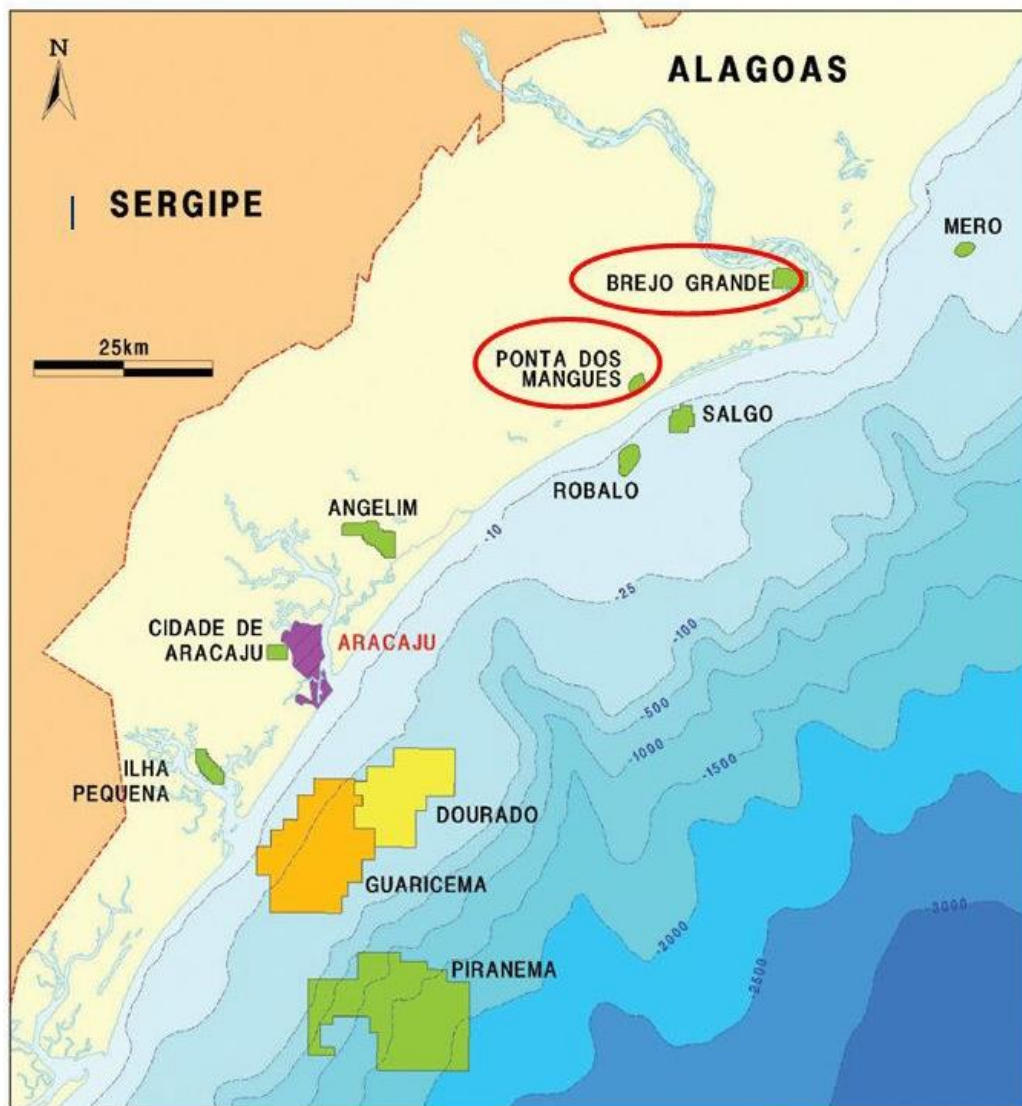 N
ALAGOAS
SERGIPE
MERO
BREJO GRANDE
25km
PONTA DOS
MANGUES
SALGO
ROBALO
ANGELIM
-10
-25
-100
CIDADE DE
ARACAJU
ARACAJU
-500
-1000
-1500
ILHA
PEQUENA
DOURADO
GUARICEMA
-3000
-2000
PIRANEMA
-2500